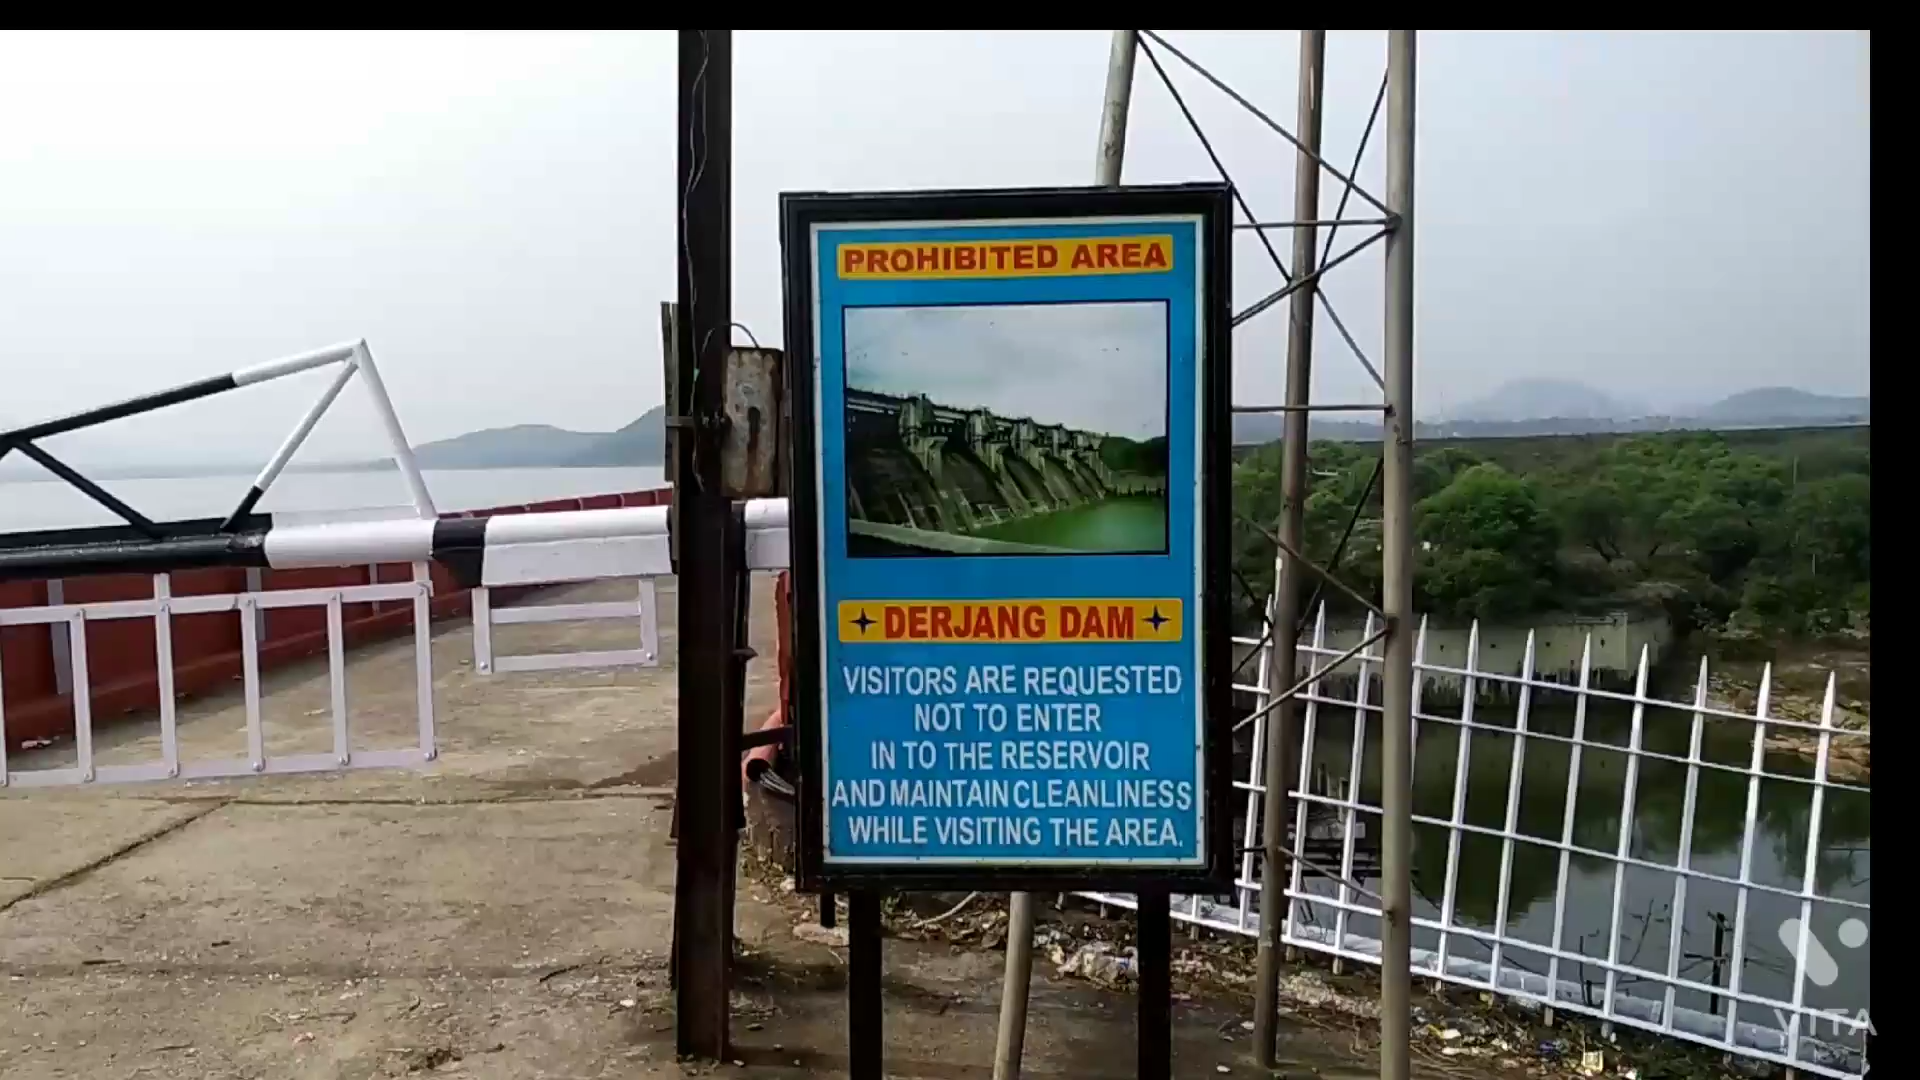 PROHIBITED AREA
DERJANG DAM
VISITORS ARE REQUESTED
NOT TO ENTER
IN TO THE RESERVOIR
AND MAINTAIN CLEANLINESS
WHILE VISITING THE AREA.
VITA